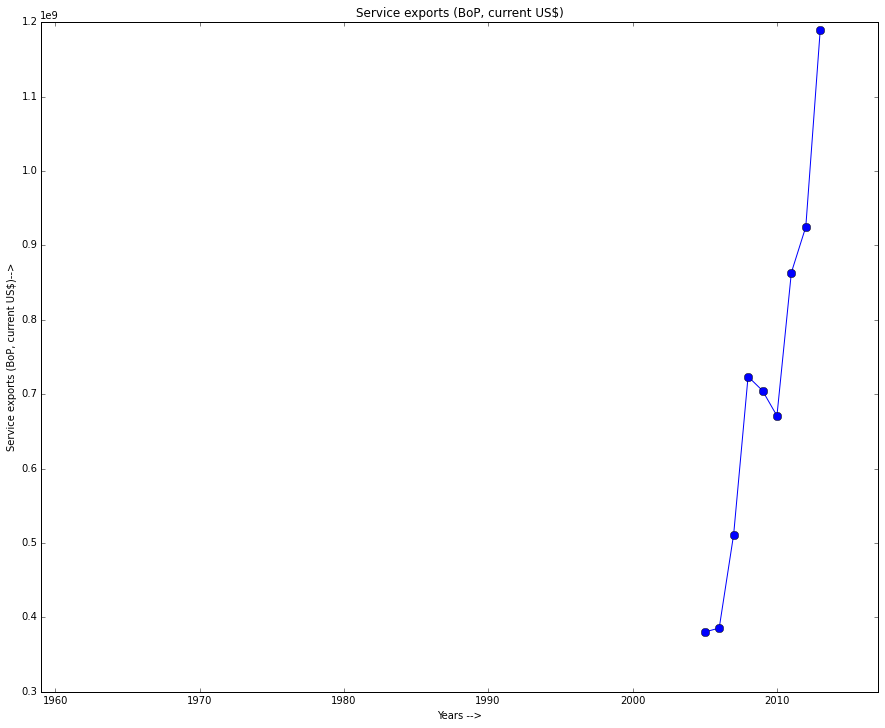 Service exports (BoP, current US$)
1e9
1.2
1.1
1.0
0.9
0.8
0.7
0.6
0.5
0.4
0.3
Service exports (BoP, current US$)-->
1960 1970 1980 1990 2000 2010
Years -->